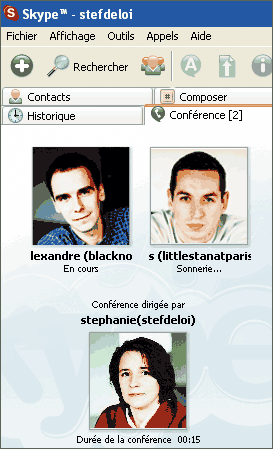 Skype™ - stefdeloi
Fichier Affichage Outils Appels Aide
Rechercher
Contacts
Composer
Historique
Conférence [2]
lexandre (blackno
s (littlestanatparis
En cours
Sonnerie...
Conférence dirigée par
stephanie(stefdeloi)
Durée de la conférence 00:15